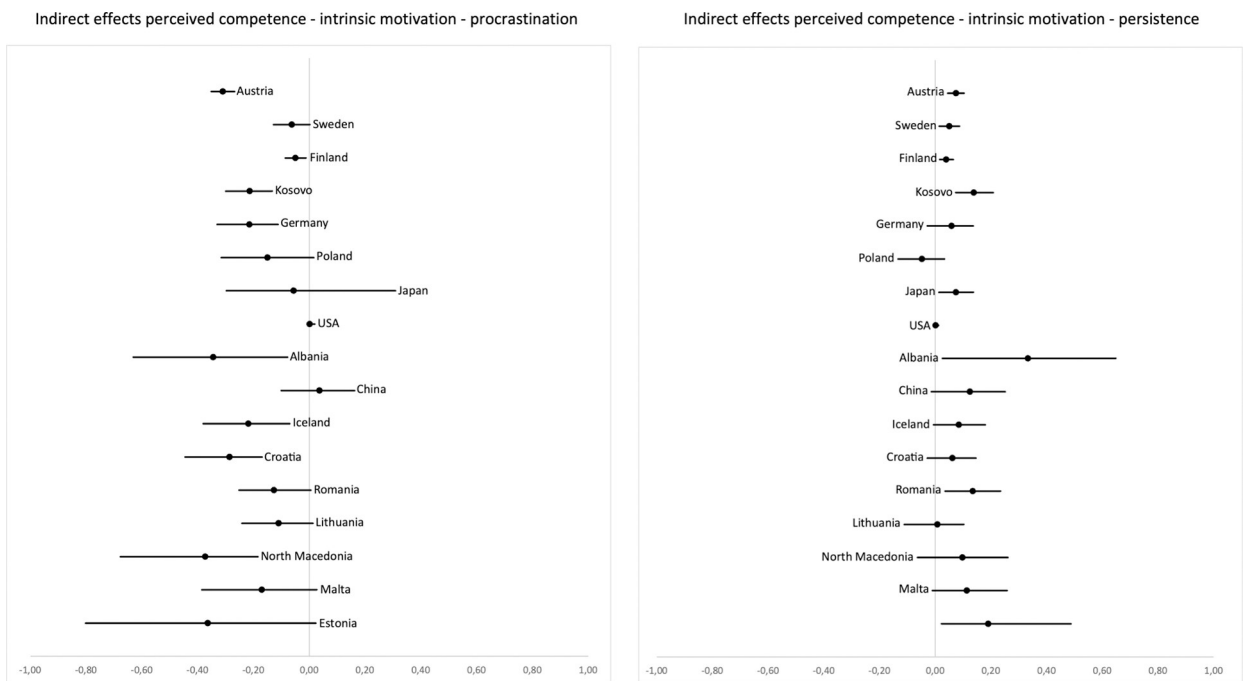 Indirect effects perceived competence - intrinsic motivation - procrastination
Austria
Sweden
Finland
Kosovo
Germany
Poland
Japan
USA
Albania
China
Iceland
Croatia
Romania
Lithuania
North Macedonia
Malta
Estonia
-1,00 -0,80 -0,60 -0,40 -0,20 0,00 0,20 0,40 0,60 0,80 1,00
Indirect effects perceived competence - intrinsic motivation - persistence
Austria
Sweden
Finland
Kosovo
Germany
Poland
Japan
USA
Albania
China
Iceland
Croatia
Romania
Lithuania
North Macedonia
Malta
-1,00 -0,80 -0,60 -0,40 -0,20 0,00 0,20 0,40 0,60 0,80 1,00